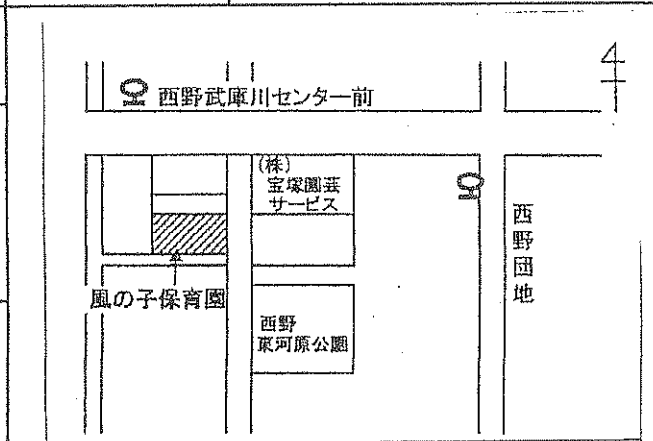 西野武庫川センター前
(株)
宝塚園芸
サービス
西野団地
風の子保育園
西野
東河原公園